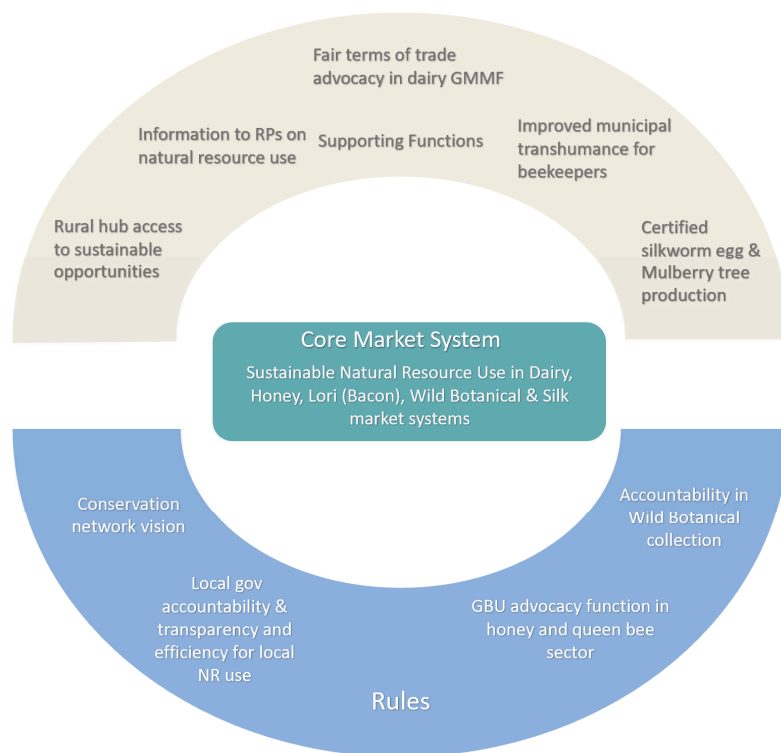 Fair terms of trade
advocacy in dairy GMMF
Information to RPs on
natural resource use
Supporting Functions
Improved municipal
transhumance for
beekeepers
Rural hub access
to sustainable
opportunities
Certified
silkworm egg &
Mulberry tree
production
Core Market System
Sustainable Natural Resource Use in Dairy,
Honey, Lori (Bacon), Wild Botanical & Silk
market systems
Conservation
network vision
Accountability in
Wild Botanical
collection
Local gov
accountability &
transparency and
efficiency for local
NR use
GBU advocacy function in
honey and queen bee
sector
Rules